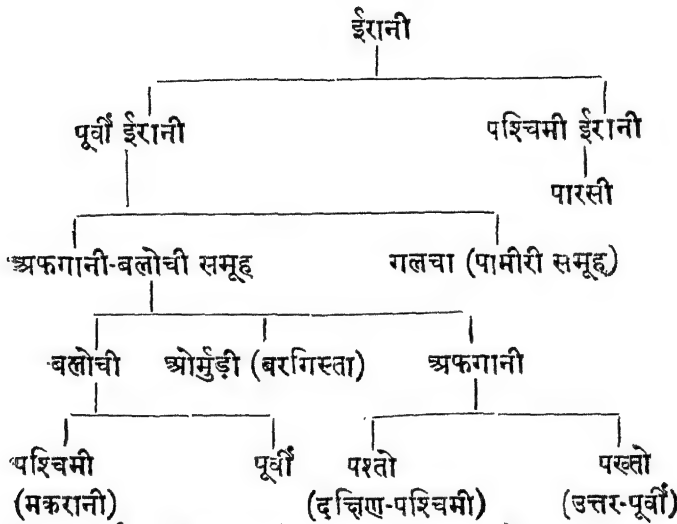 ईरानी
पूर्वी ईरानी पश्चिमी ईरानी
पारसी
अफगानी-बलोची समूह गलचा (पामीरी समूह)
बलोची ओर्मुड़ी (बरगिस्ता) अफगानी
पश्चिमी पूर्वी पश्तो पख्तो
(मकरानी) (दक्षिण-पश्चिमी) (उत्तर-पूर्वी)